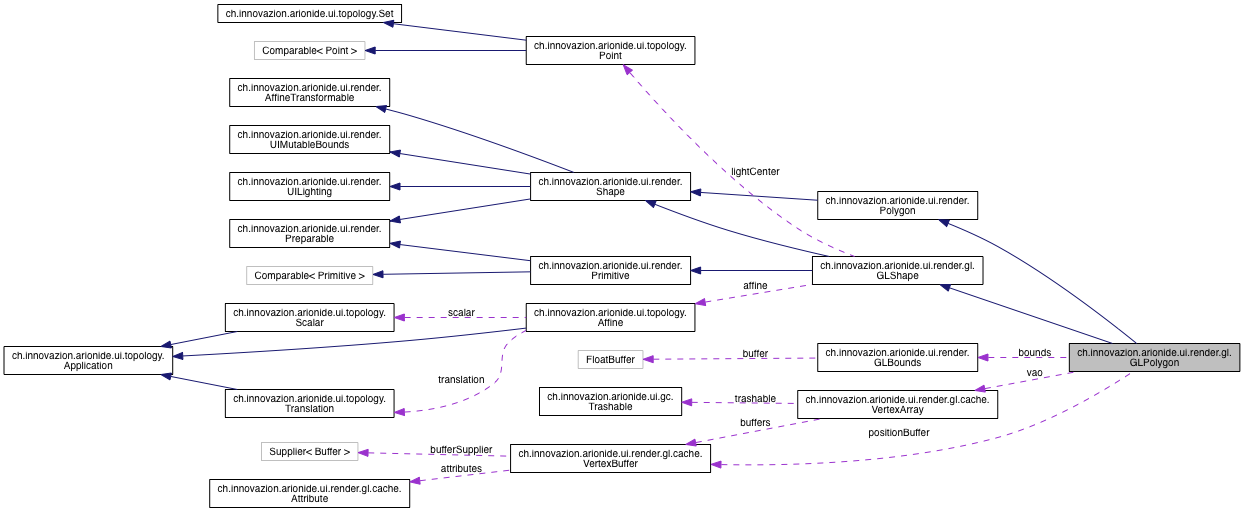 ch.innovazion.arionide.ui.topology.Set
ch.innovazion.arionide.ui.topology.
Point
Comparable< Point >
ch.innovazion.arionide.ui.render.
AffineTransformable
ch.innovazion.arionide.ui.render.
UIMutableBounds
lightCenter
ch.innovazion.arionide.ui.render.
UILighting
ch.innovazion.arionide.ui.render.
Shape
ch.innovazion.arionide.ui.render.
Polygon
ch.innovazion.arionide.ui.render.
Preparable
Comparable< Primitive >
ch.innovazion.arionide.ui.render.
Primitive
ch.innovazion.arionide.ui.render.gl.
GLShape
affine
ch.innovazion.arionide.ui.topology.
Scalar
scalar
ch.innovazion.arionide.ui.topology.
Affine
ch.innovazion.arionide.ui.topology.
Application
FloatBuffer
buffer
ch.innovazion.arionide.ui.render.
GLBounds
bounds
ch.innovazion.arionide.ui.render.gl.
GLPolygon
vao
translation
ch.innovazion.arionide.ui.topology.
Translation
ch.innovazion.arionide.ui.gc.
Trashable
trashable
ch.innovazion.arionide.ui.render.gl.cache.
VertexArray
buffers
positionBuffer
Supplier< Buffer >
bufferSupplier
ch.innovazion.arionide.ui.render.gl.cache.
VertexBuffer
attributes
ch.innovazion.arionide.ui.render.gl.cache.
Attribute